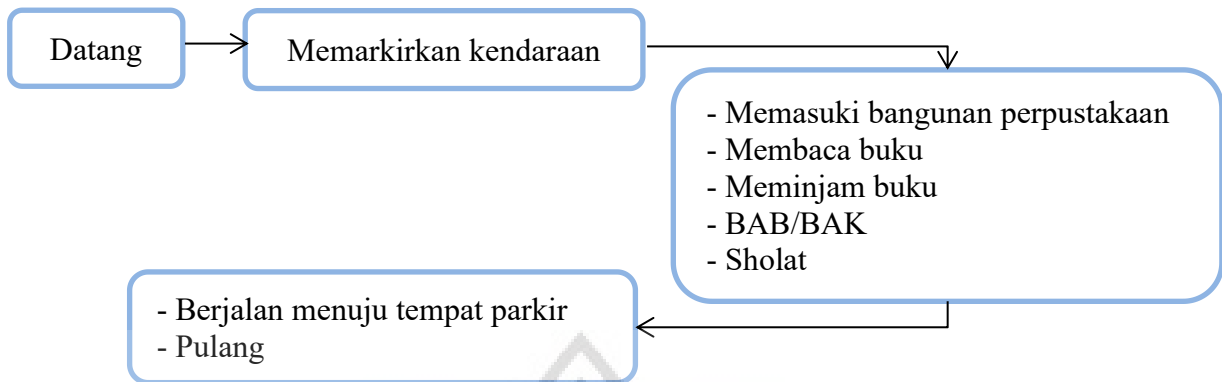 Datang
Memarkirkan kendaraan
- Memasuki bangunan perpustakaan
- Membaca buku
- Meminjam buku
- BAB/BAK
- Sholat
- Berjalan menuju tempat parkir
- Pulang